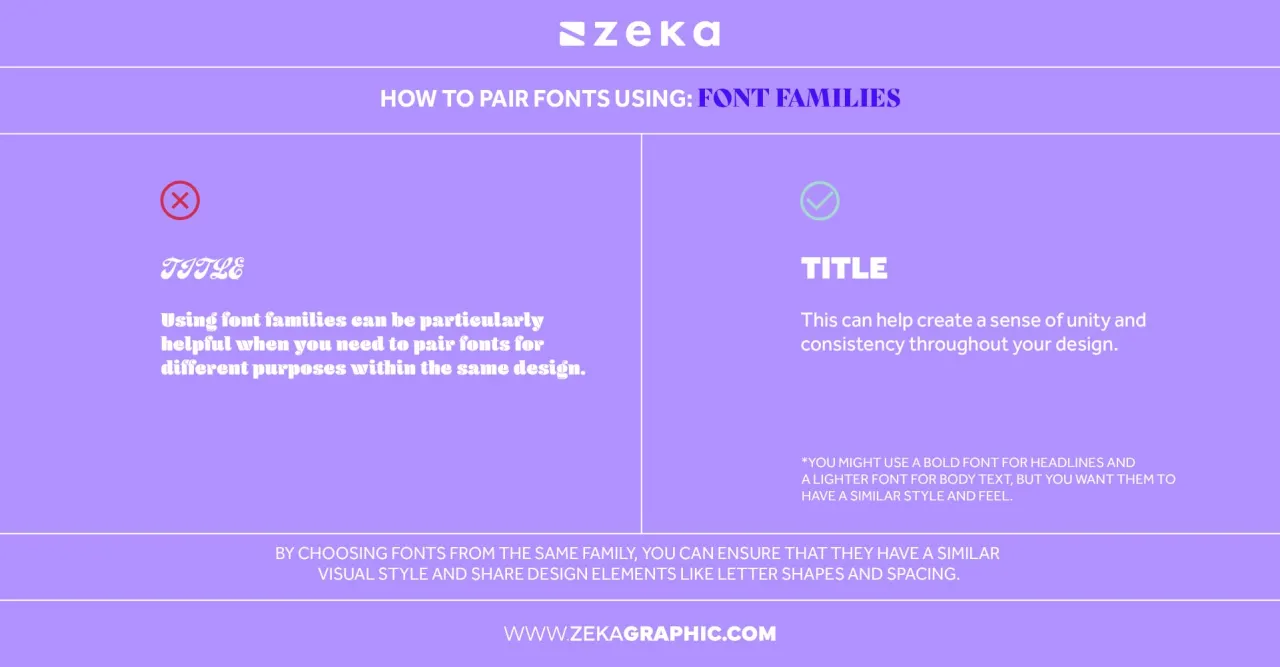 zeka
HOW TO PAIR FONTS USING: FONT FAMILIES
TITLE
Using font families can be particularly
helpful when you need to pair fonts for
different purposes within the same design.
TITLE
This can help create a sense of unity and
consistency throughout your design.
*YOU MIGHT USE A BOLD FONT FOR HEADLINES AND
A LIGHTER FONT FOR BODY TEXT, BUT YOU WANT THEM TO
HAVE A SIMILAR STYLE AND FEEL.
BY CHOOSING FONTS FROM THE SAME FAMILY, YOU CAN ENSURE THAT THEY HAVE A SIMILAR
VISUAL STYLE AND SHARE DESIGN ELEMENTS LIKE LETTER SHAPES AND SPACING.
WWW.ZEKAGRAPHIC.COM